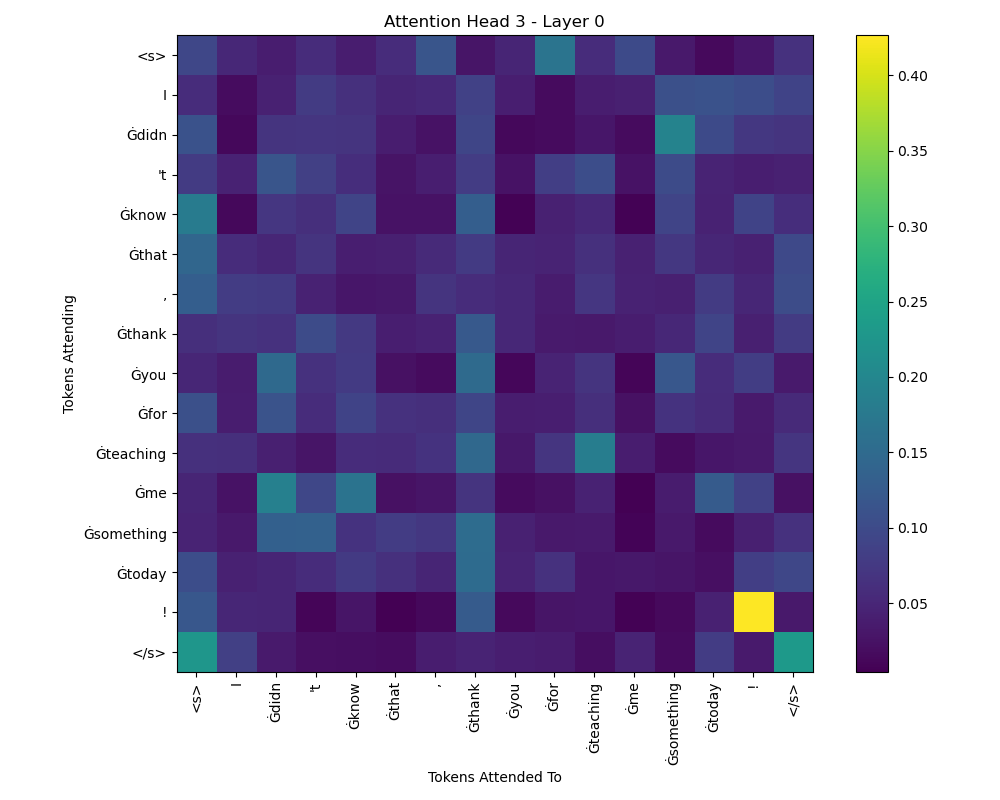 Attention Head 3 - Layer 0
<s>
I
Ġdidn
't
Ġknow
Ġthat
,
Ġthank
Ġyou
Ġfor
Ġteaching
Ġme
Ġsomething
Ġtoday
!
</s>
Tokens Attending
<s>
I
Ġdidn
't
Ġknow
Ġthat
,
Ġthank
Ġyou
Ġfor
Ġteaching
Ġme
Ġsomething
Ġtoday
!
</s>
Tokens Attended To
0.40
0.35
0.30
0.25
0.20
0.15
0.10
0.05